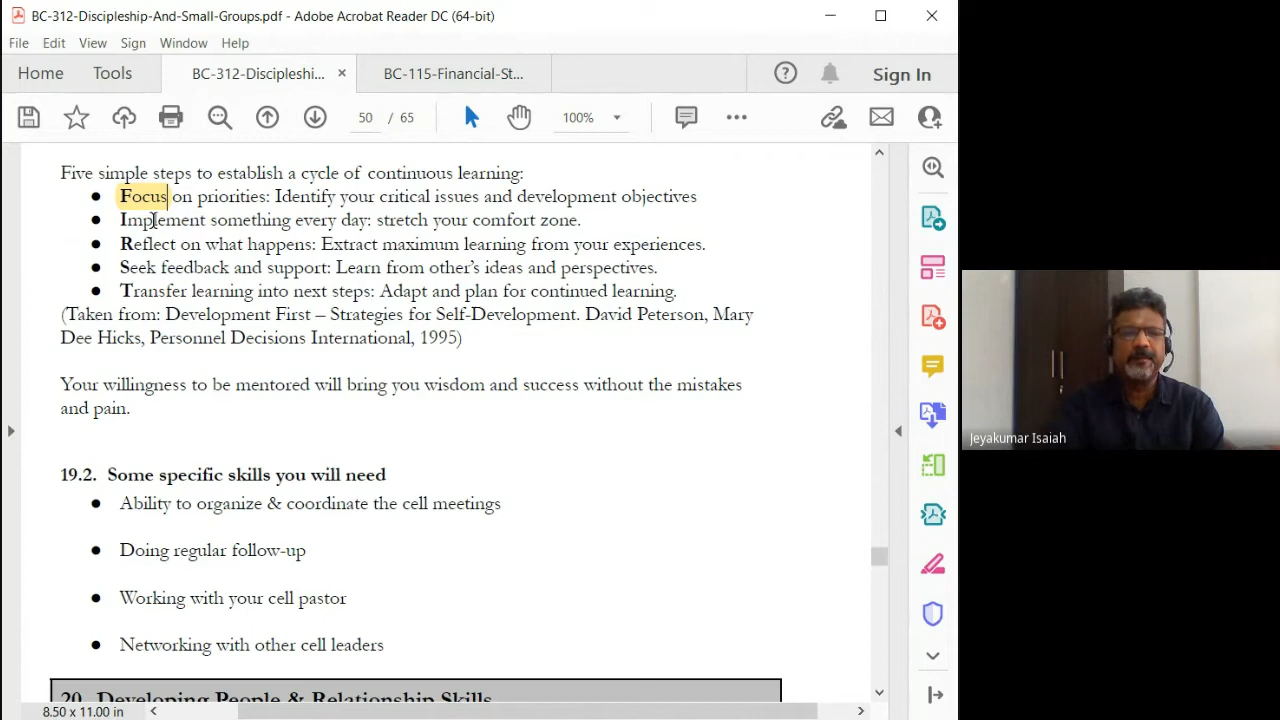 BC-312-Discipleship-And-Small-Groups.pdf - Adobe Acrobat Reader DC (64-bit)
File Edit View Sign Window Help
Home Tools BC-312-Discipleshi... × BC-115-Financial-St... Sign In
50 / 65 100%
Five simple steps to establish a cycle of continuous learning:
● Focus on priorities: Identify your critical issues and development objectives
● Implement something every day: stretch your comfort zone.
● Reflect on what happens: Extract maximum learning from your experiences.
● Seek feedback and support: Learn from other's ideas and perspectives.
● Transfer learning into next steps: Adapt and plan for continued learning.
(Taken from: Development First – Strategies for Self-Development. David Peterson, Mary
Dee Hicks, Personnel Decisions International, 1995)
Your willingness to be mentored will bring you wisdom and success without the mistakes
and pain.
Jeyakumar Isaiah
19.2. Some specific skills you will need
● Ability to organize & coordinate the cell meetings
● Doing regular follow-up
● Working with your cell pastor
● Networking with other cell leaders
20. Developing People & Relationship Skills
8.50 x 11.00 in